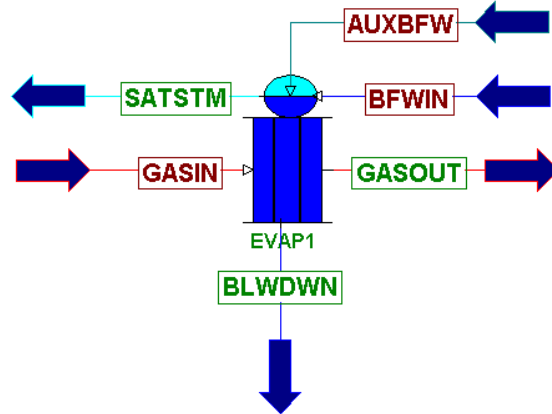 AUXBFW
SATSTM
BFWIN
GASIN
GASOUT
EVAP1
BLWDWN